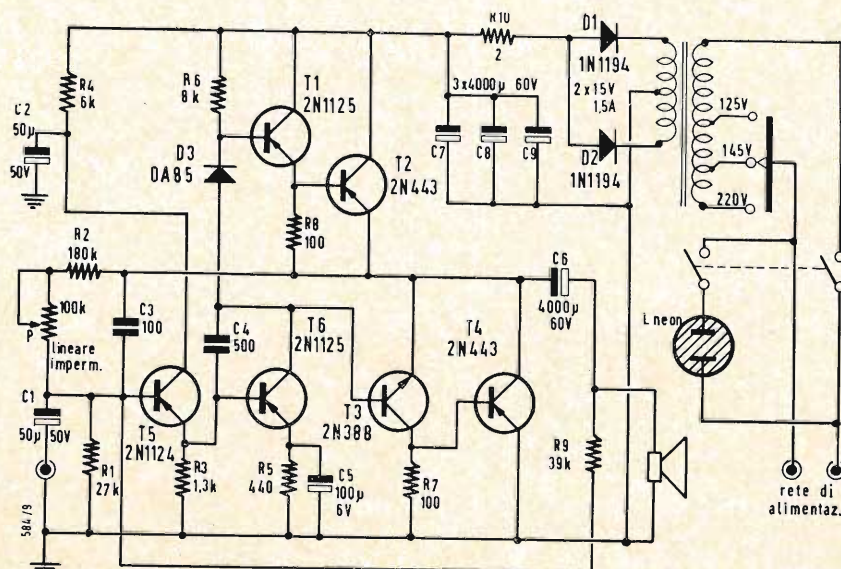 R10
2
D1
1N1194
R4
6k
R6
8k
T1
2N1125
3x4000µ 60V
2x15V
1,5A
C2
50µ
50V
D3
OA85
T2
2N443
C7
C8
C9
D2
1N1194
125V
145V
220V
R8
100
R2
180k
100k
P
lineare
imperm.
C3
100
C6
4000µ
60V
L neon
C4
500
T6
2N1125
T4
2N443
C1
50µ 50V
R1
27k
T5
2N1124
R3
1,3k
R5
440
C5
100µ
6V
T3
2N388
R7
100
R9
39k
rete di
alimentaz.
584/9